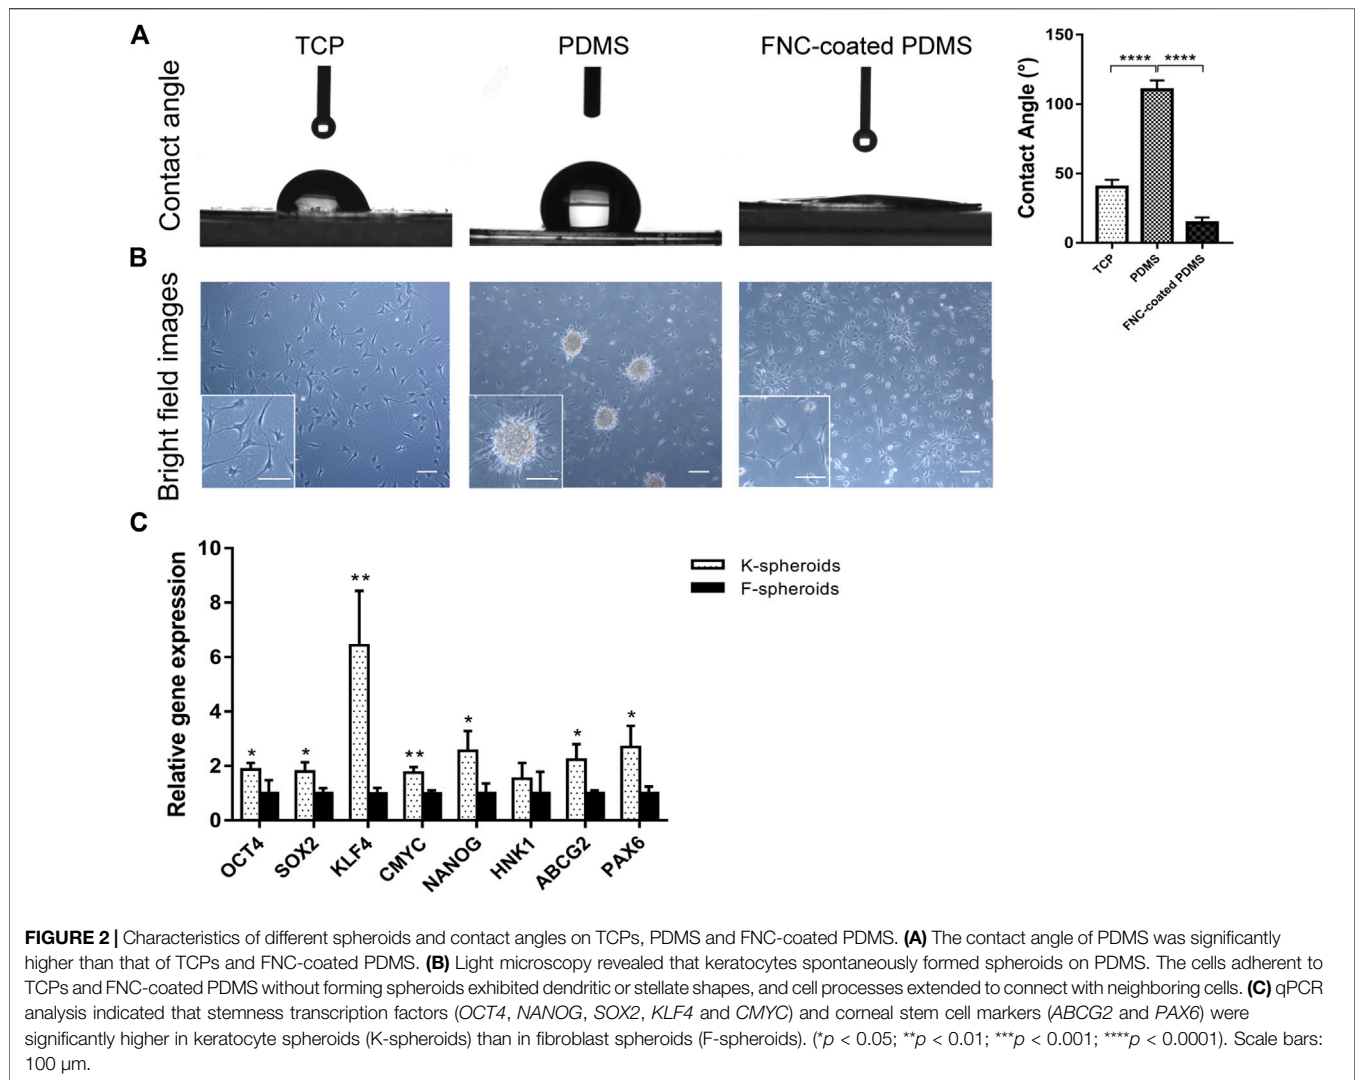 A
TCP
PDMS
FNC-coated PDMS
Contact angle
Contact Angle (°)
150
100
50
0
****
****
TCP
PDMS
FNC-coated PDMS
B
Bright field images
C
Relative gene expression
10
8
6
4
2
0
*
*
**
**
*
*
*
OCT4
SOX2
KLF4
CMYC
NANOG
HNK1
ABCG2
PAX6
K-spheroids
F-spheroids
FIGURE 2 | Characteristics of different spheroids and contact angles on TCPs, PDMS and FNC-coated PDMS. (A) The contact angle of PDMS was significantly
higher than that of TCPs and FNC-coated PDMS. (B) Light microscopy revealed that keratocytes spontaneously formed spheroids on PDMS. The cells adherent to
TCPs and FNC-coated PDMS without forming spheroids exhibited dendritic or stellate shapes, and cell processes extended to connect with neighboring cells. (C) qPCR
analysis indicated that stemness transcription factors (OCT4, NANOG, SOX2, KLF4 and CMYC) and corneal stem cell markers (ABCG2 and PAX6) were
significantly higher in keratocyte spheroids (K-spheroids) than in fibroblast spheroids (F-spheroids). (*p < 0.05; **p < 0.01; ***p < 0.001; ****p < 0.0001). Scale bars:
100 μm.